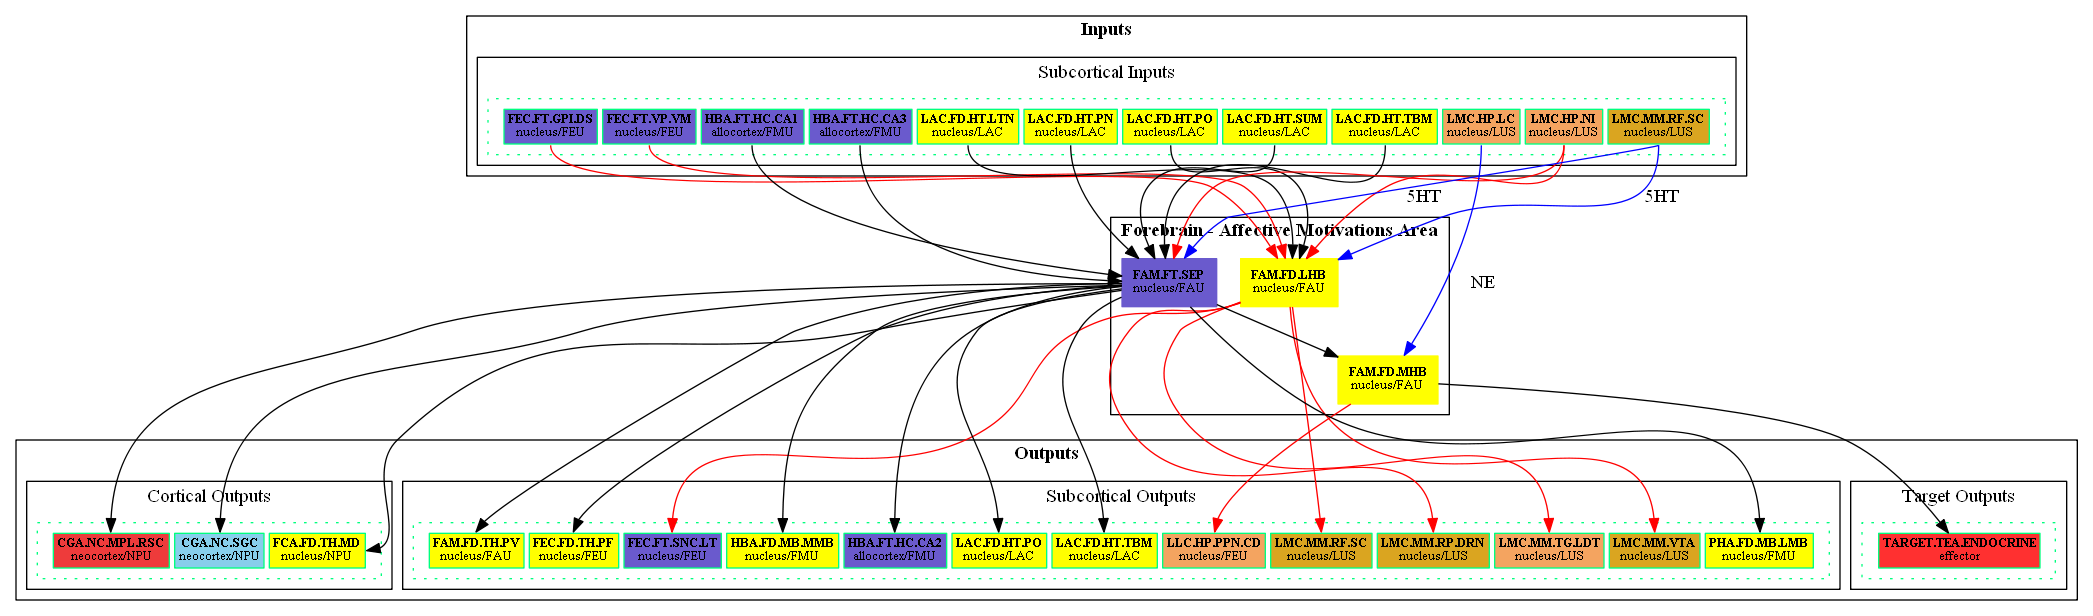 Inputs
Subcortical Inputs
FEC.FT.GPI.DS
nucleus/FEU
FEC.FT.VP.VM
nucleus/FEU
HBA.FT.HC.CA1
allocortex/FMU
HBA.FT.HC.CA3
allocortex/FMU
LAC.FD.HT.LTN
nucleus/LAC
LAC.FD.HT.PN
nucleus/LAC
LAC.FD.HT.PO
nucleus/LAC
LAC.FD.HT.SUM
nucleus/LAC
LAC.FD.HT.TBM
nucleus/LAC
LMC.HP.LC
nucleus/LUS
LMC.HP.NI
nucleus/LUS
LMC.MM.RF.SC
nucleus/LUS
5HT
5HT
Forebrain - Affective Motivations Area
FAM.FT.SEP
nucleus/FAU
FAM.FD.LHB
nucleus/FAU
NE
FAM.FD.MHB
nucleus/FAU
Outputs
Cortical Outputs
CGA.NC.MPL.RSC
neocortex/NPU
CGA.NC.SGC
neocortex/NPU
FCA.FD.TH.MD
nucleus/NPU
Subcortical Outputs
FAM.FD.TH.PV
nucleus/FAU
FEC.FD.TH.PF
nucleus/FEU
FEC.FT.SNC.LT
nucleus/FEU
HBA.FD.MB.MMB
nucleus/FMU
HBA.FT.HC.CA2
allocortex/FMU
LAC.FD.HT.PO
nucleus/LAC
LAC.FD.HT.TBM
nucleus/LAC
LLC.HP.PPN.CD
nucleus/FEU
LMC.MM.RF.SC
nucleus/LUS
LMC.MM.RP.DRN
nucleus/LUS
LMC.MM.TG.LDT
nucleus/LUS
LMC.MM.VTA
nucleus/LUS
PHA.FD.MB.LMB
nucleus/FMU
Target Outputs
TARGET.TEA.ENDOCRINE
effector